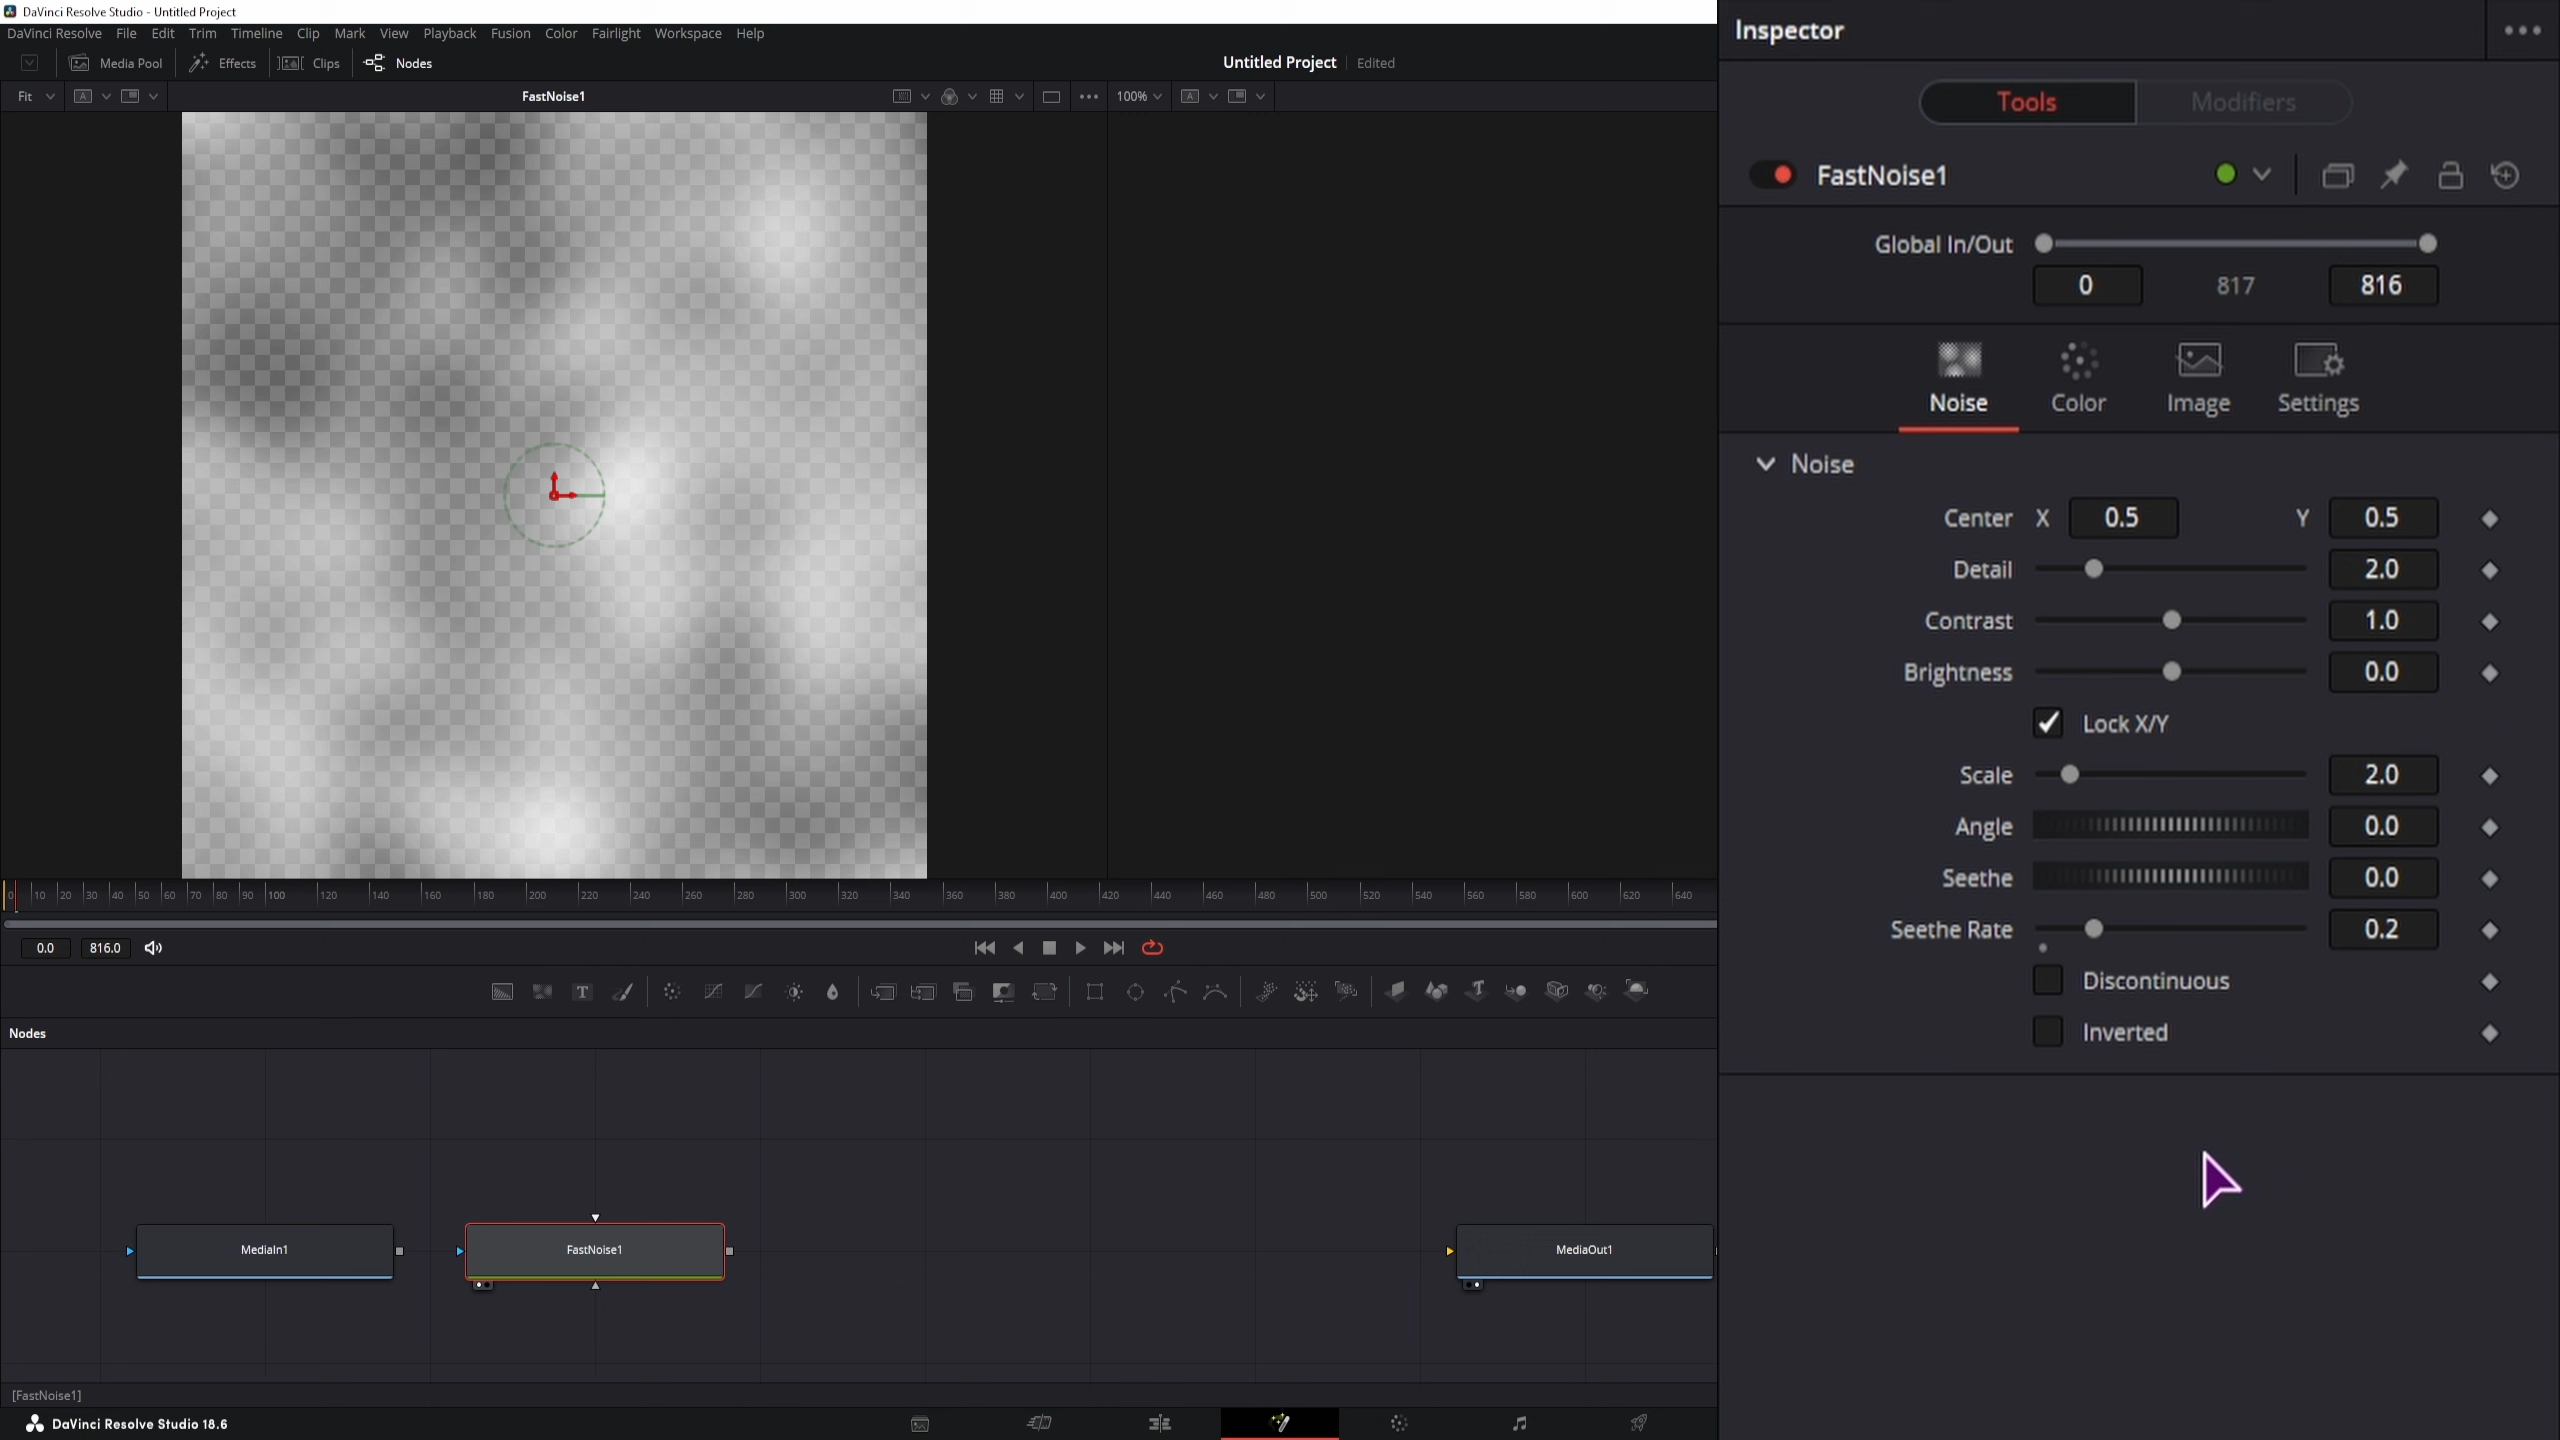 DaVinci Resolve Studio - Untitled Project
DaVinci Resolve File Edit Trim Timeline Clip Mark View Playback Fusion Color Fairlight Workspace Help
Media Pool Effects Clips Nodes Untitled Project Edited
Fit FastNoise1 100%
0 10 20 30 40 50 60 70 80 90 100 120 140 160 180 200 220 240 260 280 300 320 340 360 380 400 420 440 460 480 500 520 540 560 580 600 620 640
0.0 816.0
Nodes
MediaIn1 FastNoise1 MediaOut1
[FastNoise1]
DaVinci Resolve Studio 18.6
Inspector
Tools Modifiers
FastNoise1
Global In/Out
0 817 816
Noise Color Image Settings
Noise
Center X 0.5 Y 0.5
Detail 2.0
Contrast 1.0
Brightness 0.0
Lock X/Y
Scale 2.0
Angle 0.0
Seethe 0.0
Seethe Rate 0.2
Discontinuous
Inverted